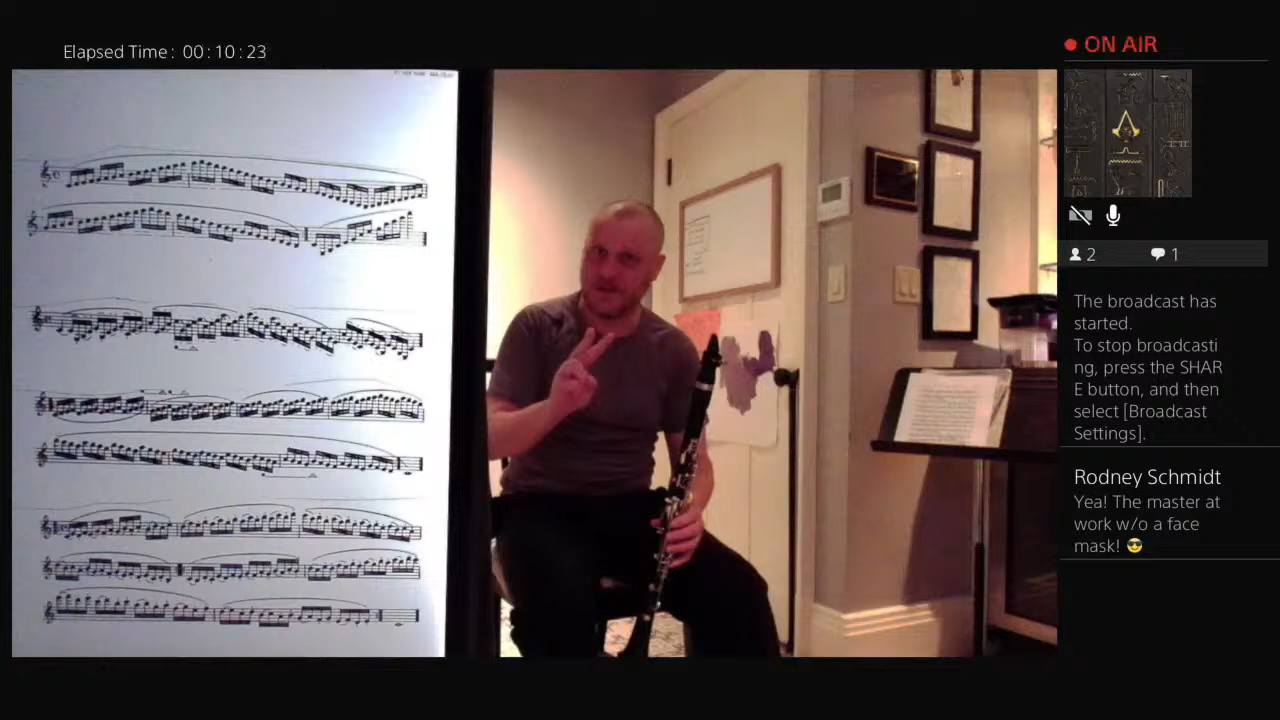 Elapsed Time: 00:10:23
ON AIR
2
1
The broadcast has
started.
To stop broadcasti
ng, press the SHAR
E button, and then
select [Broadcast
Settings].
Rodney Schmidt
Yea! The master at
work w/o a face
mask! 😎